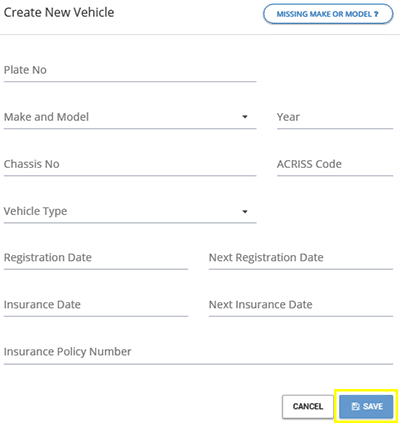 Create New Vehicle
MISSING MAKE OR MODEL ?
Plate No
Make and Model
Year
Chassis No
ACRISS Code
Vehicle Type
Registration Date
Next Registration Date
Insurance Date
Next Insurance Date
Insurance Policy Number
CANCEL
SAVE